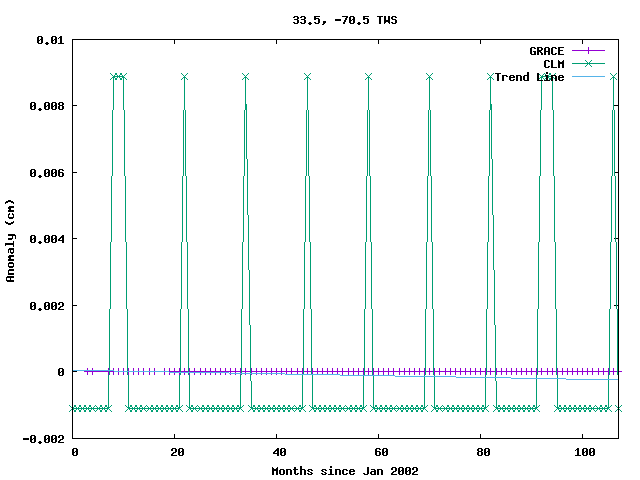 33.5, -70.5 TWS
0.01
0.008
0.006
0.004
0.002
0
-0.002
Anomaly (cm)
GRACE
CLM
Trend Line
0 20 40 60 80 100
Months since Jan 2002